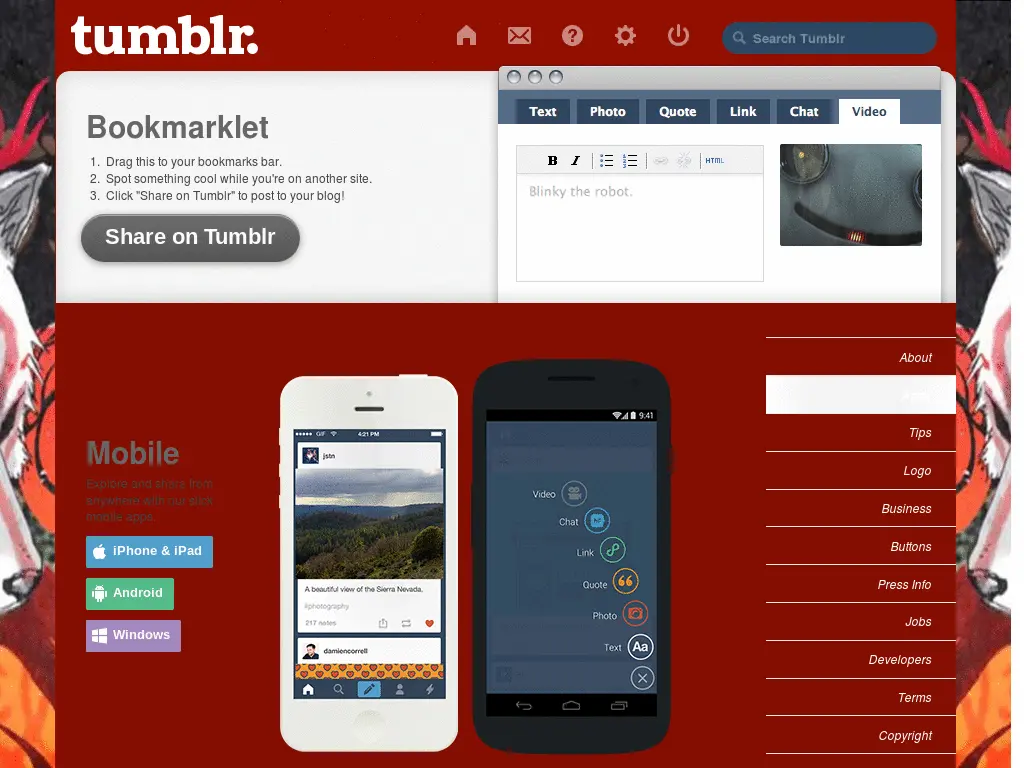 tumblr.
Search Tumblr
Bookmarklet
1. Drag this to your bookmarks bar.
2. Spot something cool while you're on another site.
3. Click "Share on Tumblr" to post to your blog!
Share on Tumblr
Text Photo Quote Link Chat Video
B I HTML
Blinky the robot.
Mobile
Explore and share from
anywhere with our slick
mobile apps.
iPhone & iPad
Android
Windows
GIF 4:21 PM
jstn
A beautiful view of the Sierra Nevada.
#photography
217 notes
damiencorrell
9:41
Video
Chat
Link
Quote
Photo
Text Aa
About
Tips
Logo
Business
Buttons
Press Info
Jobs
Developers
Terms
Copyright